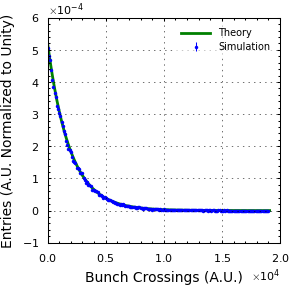 ×10⁻⁴
6
5
4
3
2
1
0
−1
Entries (A.U. Normalized to Unity)
Theory
Simulation
0.0 0.5 1.0 1.5 2.0
Bunch Crossings (A.U.) ×10⁴